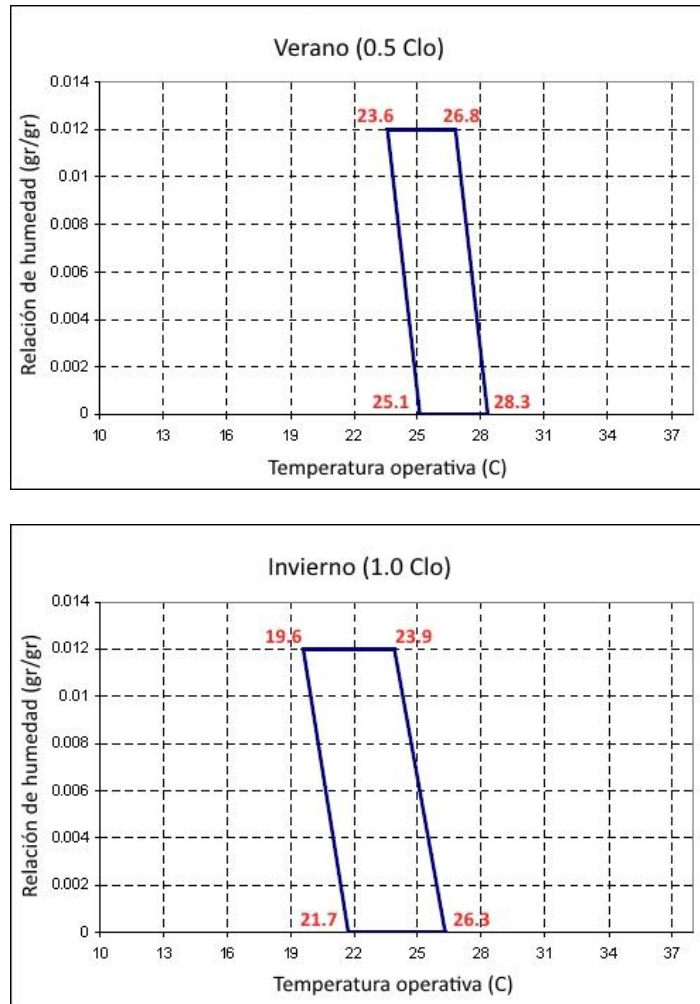 Verano (0.5 Clo)
0.014
23.6 26.8
0.012
0.01
0.008
0.006
0.004
0.002
25.1 28.3
0
10 13 16 19 22 25 28 31 34 37
Relación de humedad (gr/gr)
Temperatura operativa (C)
Invierno (1.0 Clo)
0.014
19.6 23.9
0.012
0.01
0.008
0.006
0.004
0.002
21.7 26.3
0
10 13 16 19 22 25 28 31 34 37
Relación de humedad (gr/gr)
Temperatura operativa (C)